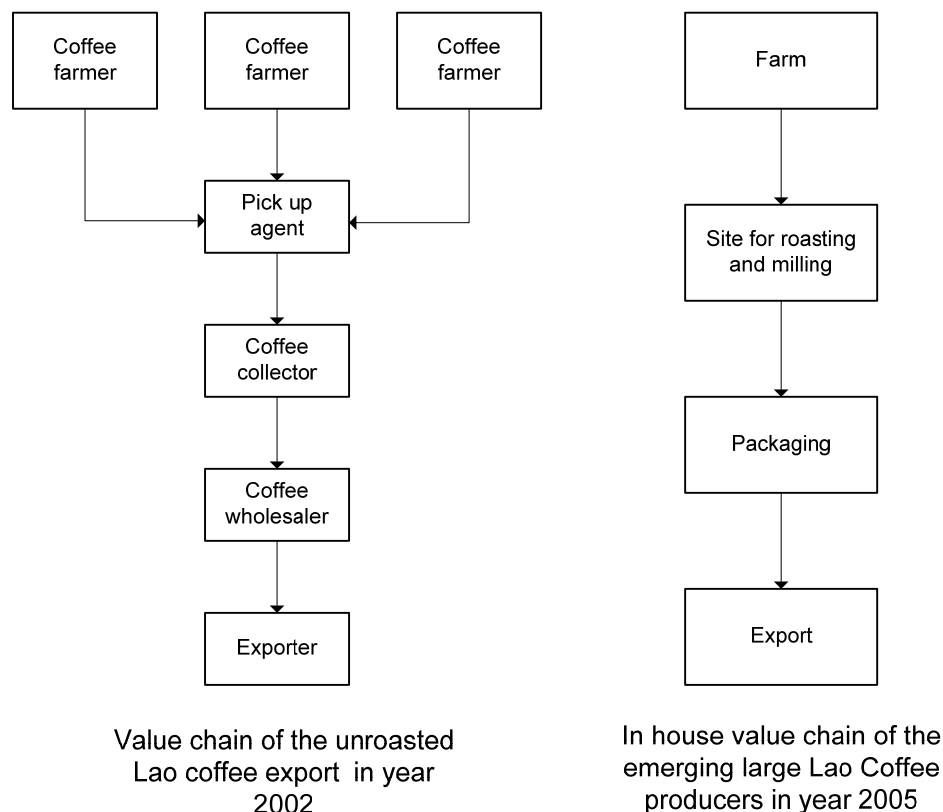 Coffee
farmer
Coffee
farmer
Coffee
farmer
Pick up
agent
Coffee
collector
Coffee
wholesaler
Exporter
Value chain of the unroasted
Lao coffee export in year
2002
Farm
Site for roasting
and milling
Packaging
Export
In house value chain of the
emerging large Lao Coffee
producers in year 2005